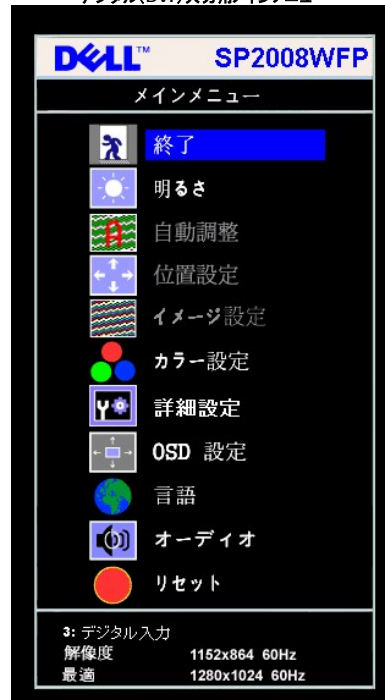 DELL™ SP2008WFP
メインメニュー
終了
明るさ
自動調整
位置設定
イメージ設定
カラー設定
詳細設定
OSD 設定
言語
オーディオ
リセット
3: デジタル入力
解像度 1152x864 60Hz
最適 1280x1024 60Hz